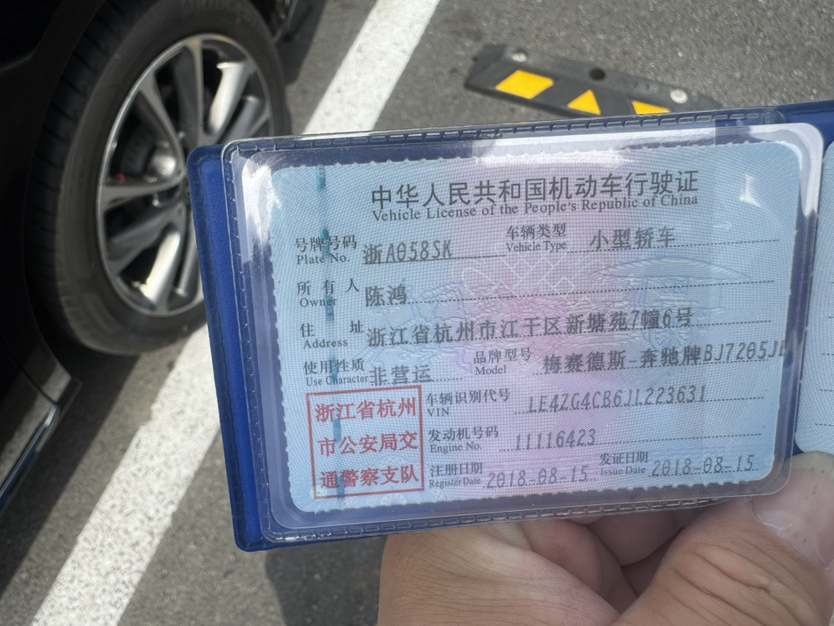 中华人民共和国机动车行驶证
Vehicle License of the People's Republic of China
号牌号码 浙A058SK 车辆类型 小型轿车
Plate No. Vehicle Type
所有人 陈鸿
Owner
住址 浙江省杭州市江干区新塘苑7幢6号
Address
使用性质 非营运 品牌型号 梅赛德斯-奔驰牌BJ7205J
Use Character Model
浙江省杭州
市公安局交
通警察支队
车辆识别代号 LE4ZG4CB6JL223631
VIN
发动机号码 11116423
Engine No.
注册日期 2018-08-15 发证日期 2018-08-15
Register Date Issue Date